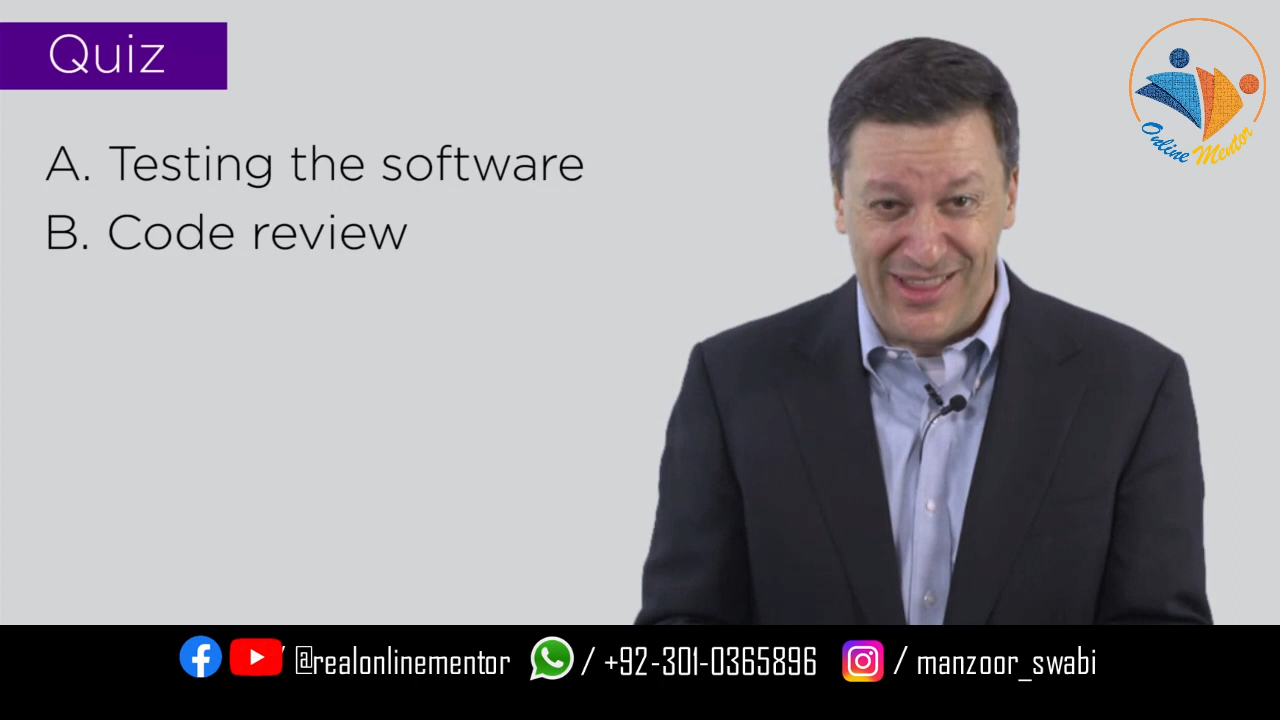 Quiz
A. Testing the software
B. Code review
Online Mentor
/ @realonlinementor
/ +92-301-0365896
/ manzoor_swabi